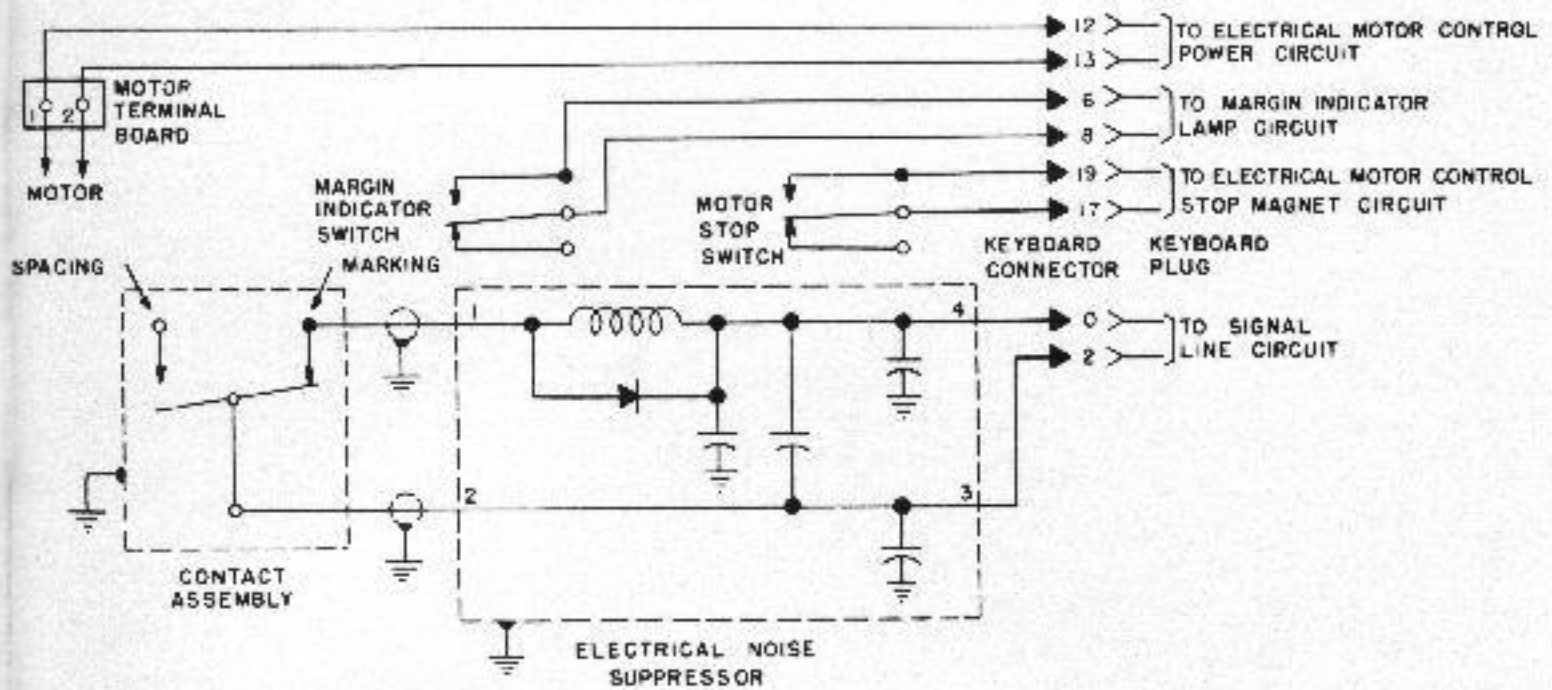 12 TO ELECTRICAL MOTOR CONTROL
13 POWER CIRCUIT
MOTOR
TERMINAL
BOARD
1 2
MOTOR
6 TO MARGIN INDICATOR
8 LAMP CIRCUIT
MARGIN
INDICATOR
SWITCH
MOTOR
STOP
SWITCH
19 TO ELECTRICAL MOTOR CONTROL
17 STOP MAGNET CIRCUIT
KEYBOARD
CONNECTOR
KEYBOARD
PLUG
SPACING
MARKING
1
4
0 TO SIGNAL
2 LINE CIRCUIT
2
3
CONTACT
ASSEMBLY
ELECTRICAL NOISE
SUPPRESSOR